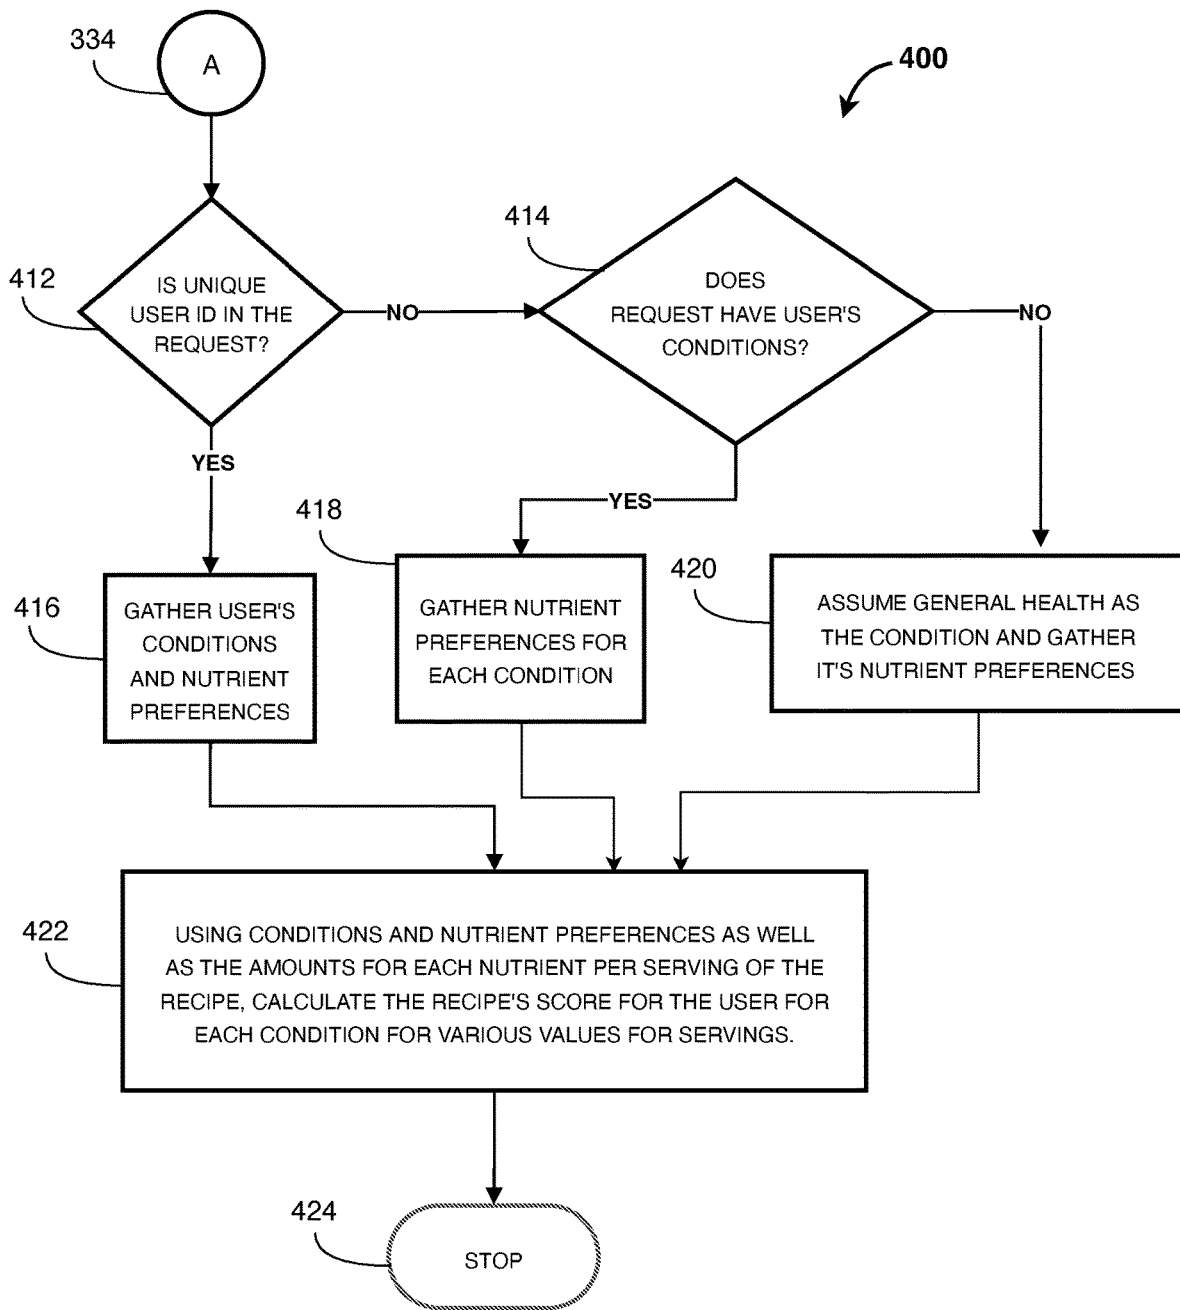 334
A
400
412
IS UNIQUE
USER ID IN THE
REQUEST?
NO
414
DOES
REQUEST HAVE USER'S
CONDITIONS?
NO
YES
YES
416
GATHER USER'S
CONDITIONS
AND NUTRIENT
PREFERENCES
418
GATHER NUTRIENT
PREFERENCES FOR
EACH CONDITION
420
ASSUME GENERAL HEALTH AS
THE CONDITION AND GATHER
IT'S NUTRIENT PREFERENCES
422
USING CONDITIONS AND NUTRIENT PREFERENCES AS WELL
AS THE AMOUNTS FOR EACH NUTRIENT PER SERVING OF THE
RECIPE, CALCULATE THE RECIPE'S SCORE FOR THE USER FOR
EACH CONDITION FOR VARIOUS VALUES FOR SERVINGS.
424
STOP